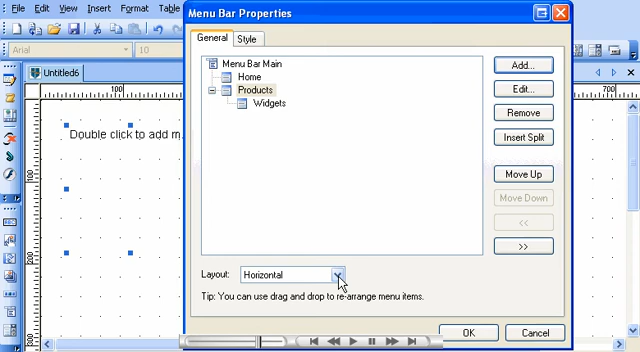 File Edit View Insert Format Table
Menu Bar Properties
Arial 10
General Style
Untitled6
Menu Bar Main
Home
Products
Widgets
Add...
Edit...
Remove
Insert Split
Move Up
Move Down
<<
>>
100 700
Double click to add m
100
200
300
Layout: Horizontal
Tip: You can use drag and drop to re-arrange menu items.
OK Cancel